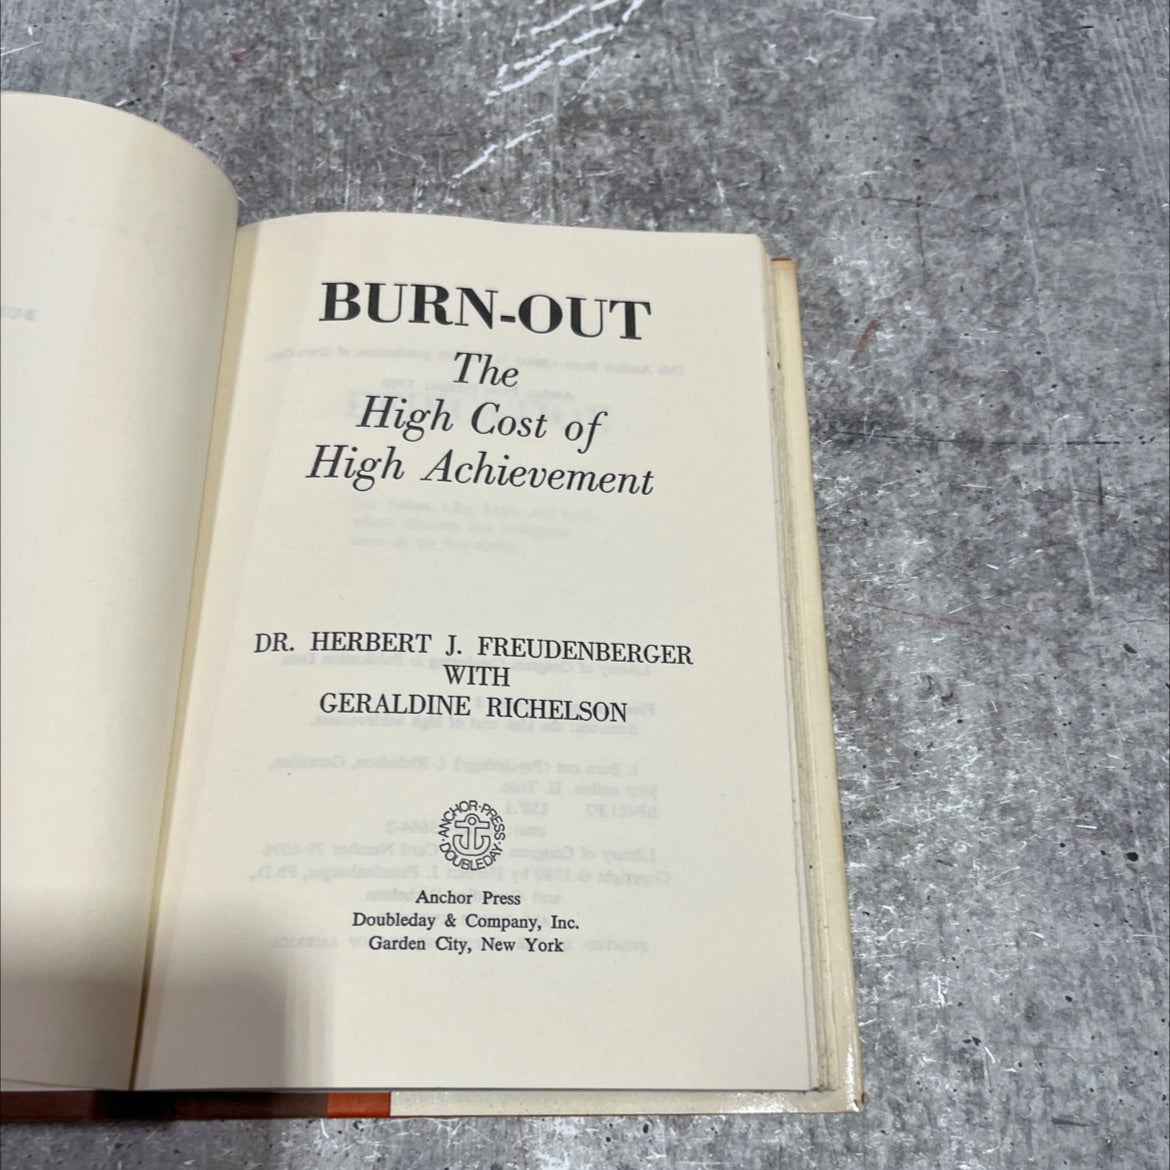 BURN-OUT
The
High Cost of
High Achievement
DR. HERBERT J. FREUDENBERGER
WITH
GERALDINE RICHELSON
ANCHOR·PRESS
·DOUBLEDAY·
Anchor Press
Doubleday & Company, Inc.
Garden City, New York